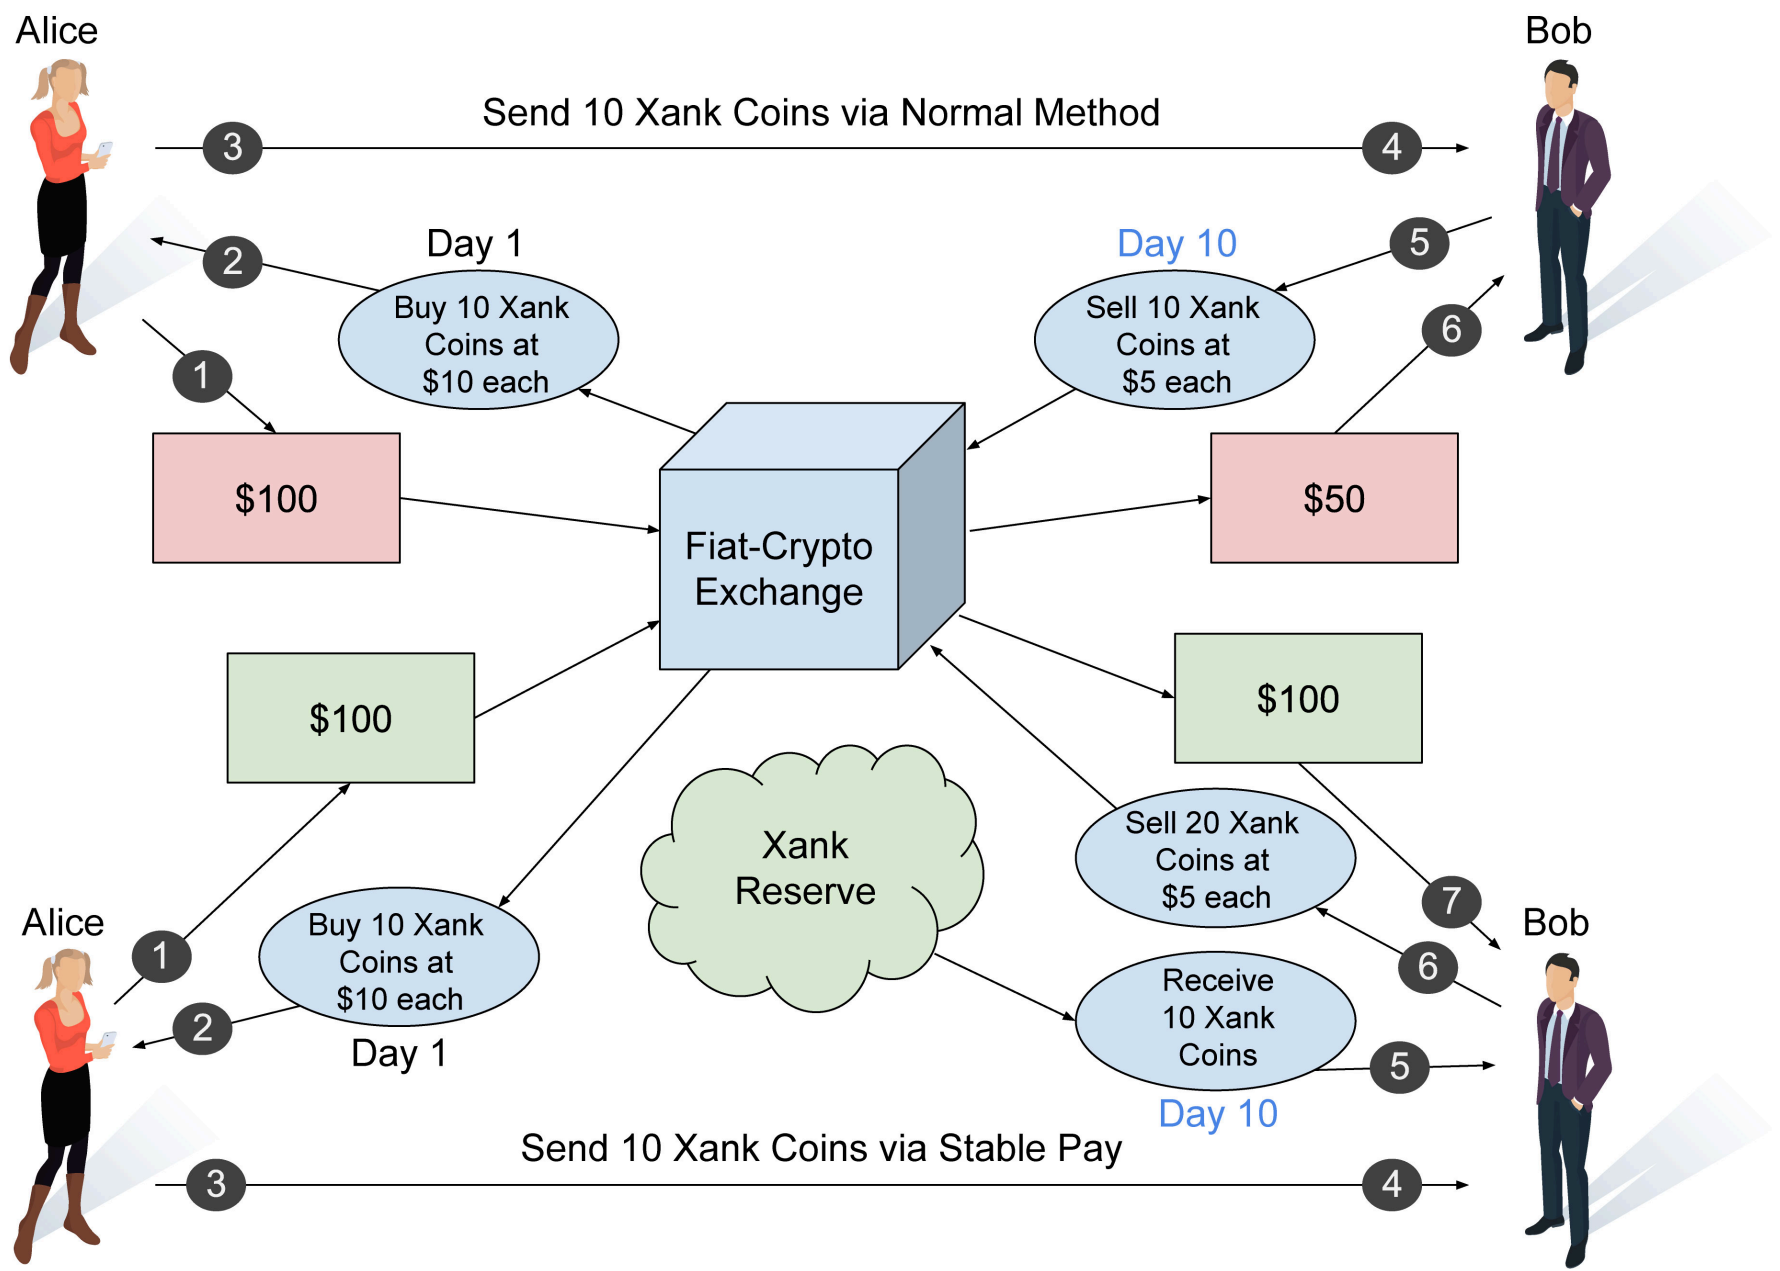 Alice
Bob
Send 10 Xank Coins via Normal Method
3
4
Day 1
Day 10
2
5
Buy 10 Xank
Coins at
$10 each
Sell 10 Xank
Coins at
$5 each
6
1
$100
$50
Fiat-Crypto
Exchange
$100
$100
Xank
Reserve
Sell 20 Xank
Coins at
$5 each
7
Alice
Bob
Buy 10 Xank
Coins at
$10 each
1
6
2
Day 1
Receive
10 Xank
Coins
5
Day 10
Send 10 Xank Coins via Stable Pay
3
4